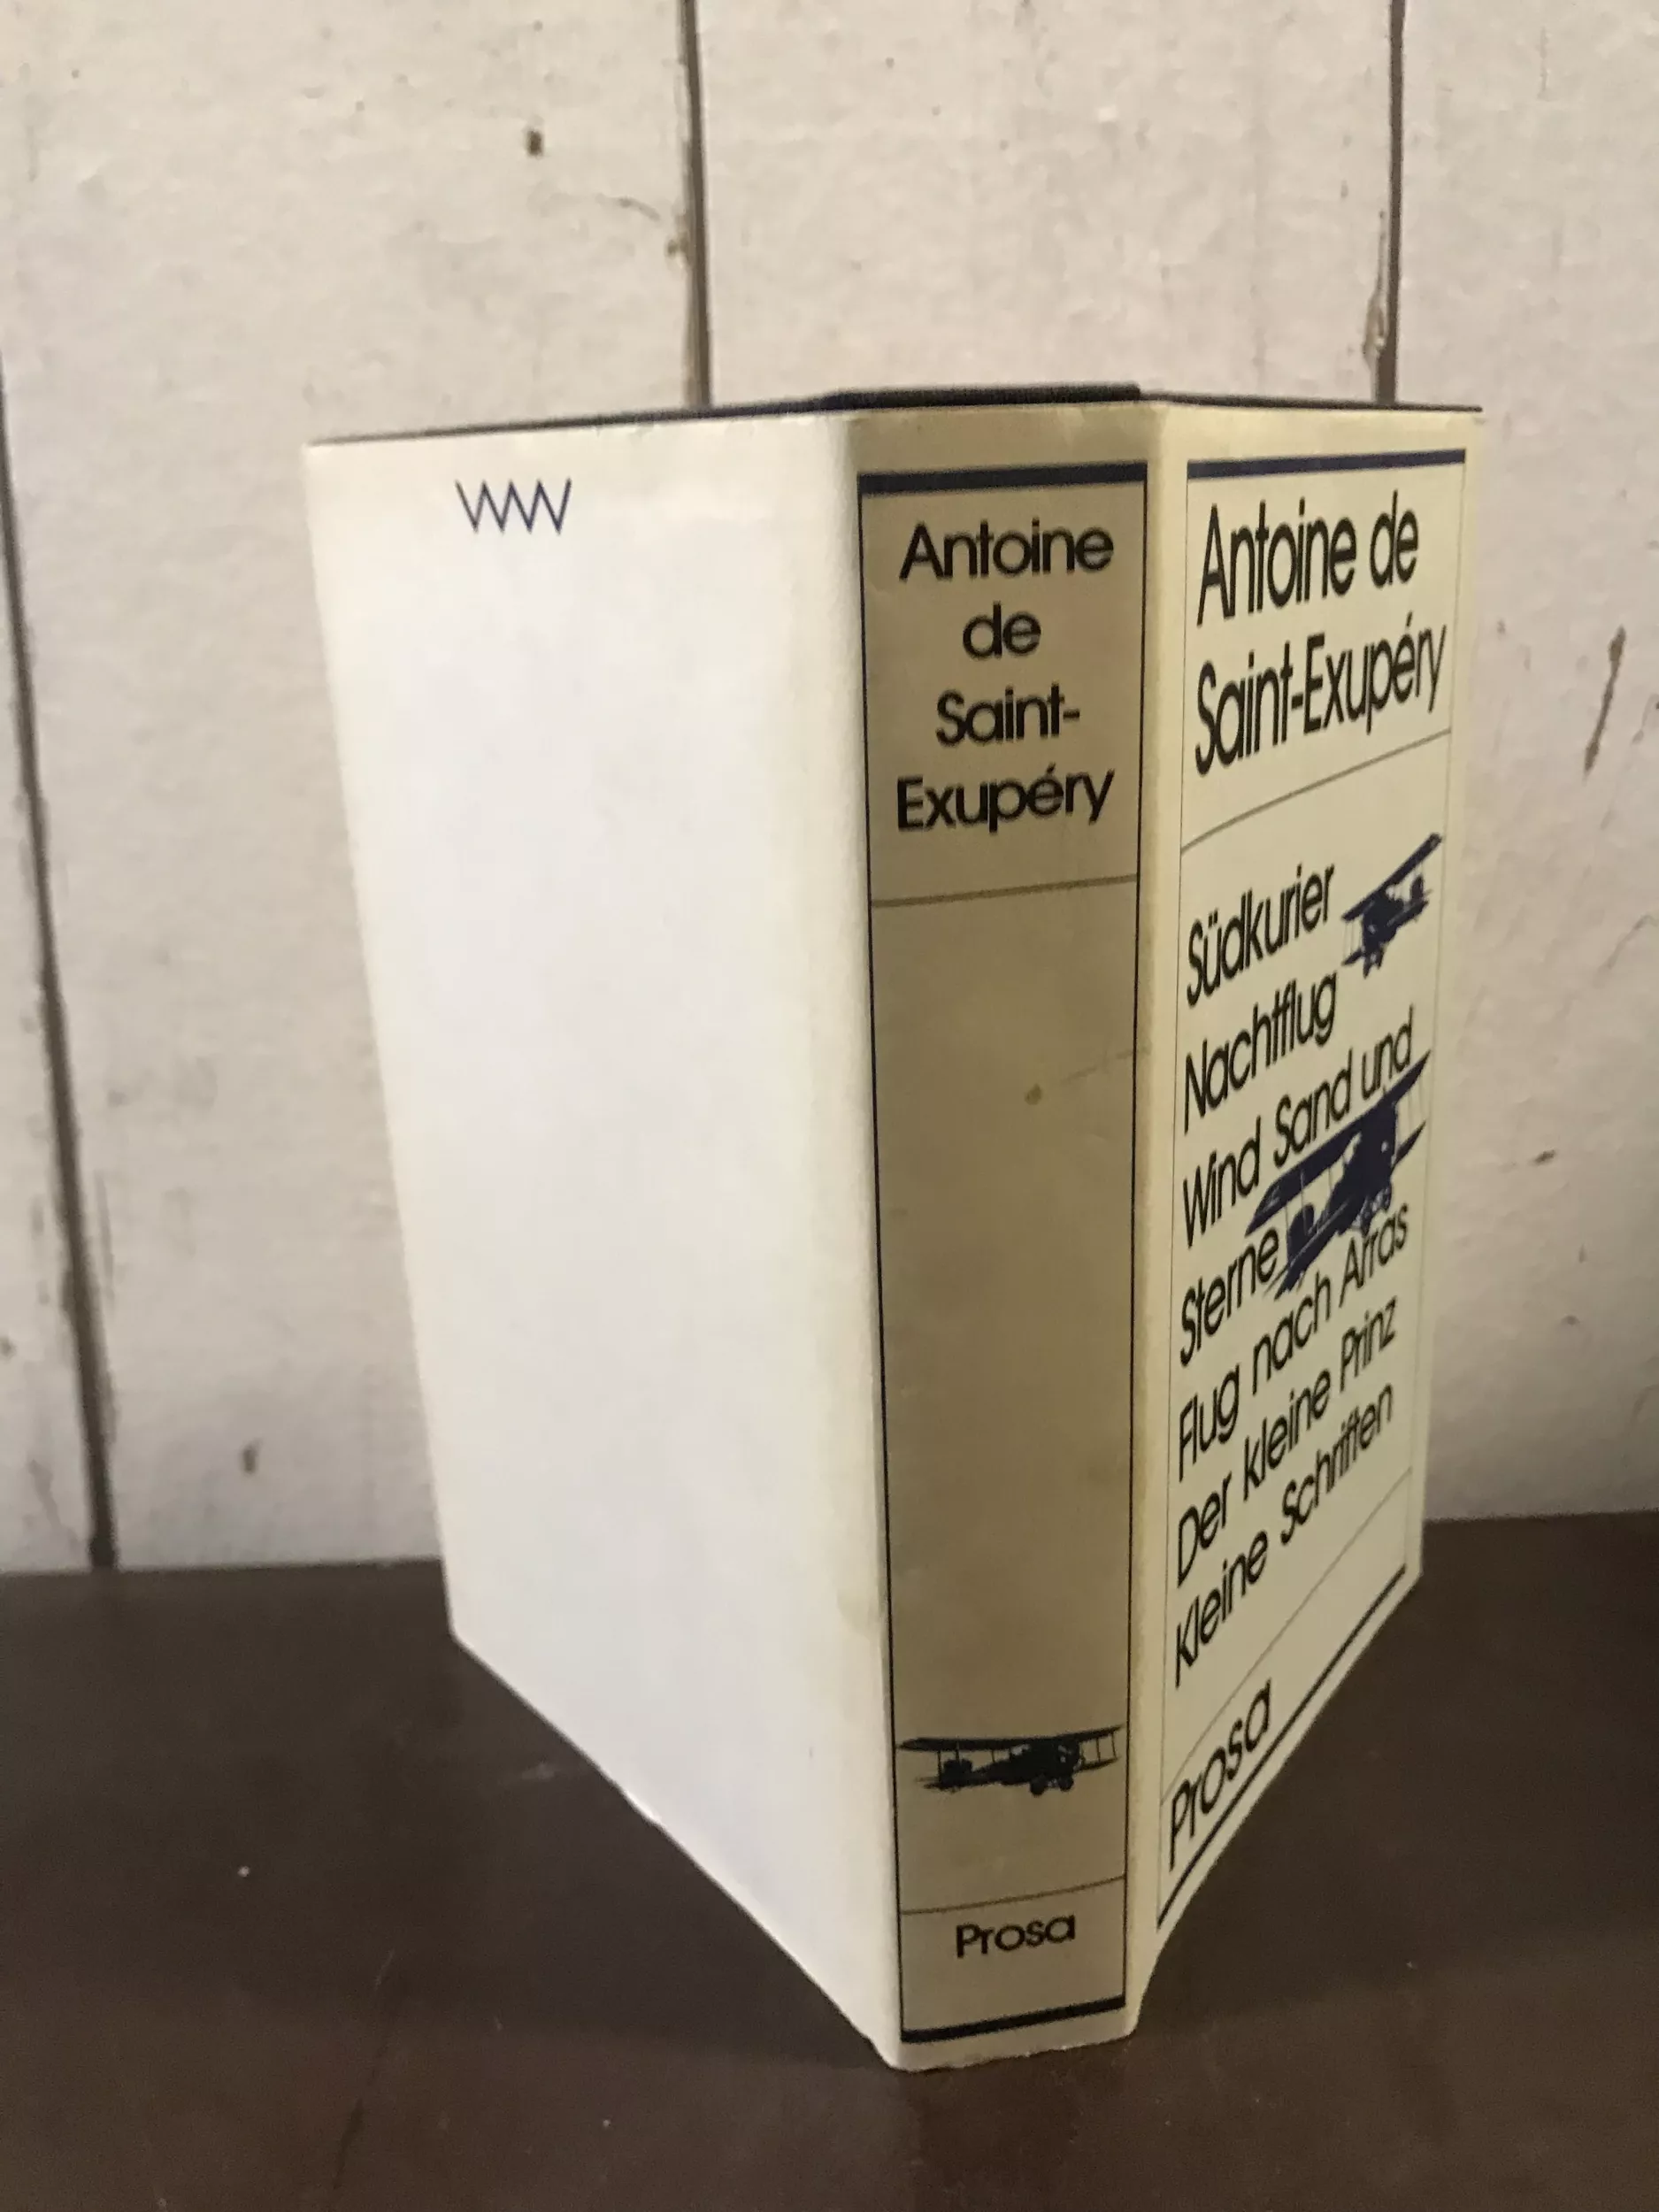 VVVV
Antoine
de
Saint-
Exupéry
Prosa
Antoine de
Saint-Exupéry
Südkurier
Nachtflug
Wind Sand und
Sterne
Flug nach Arras
Der kleine Prinz
Kleine Schriften
Prosa